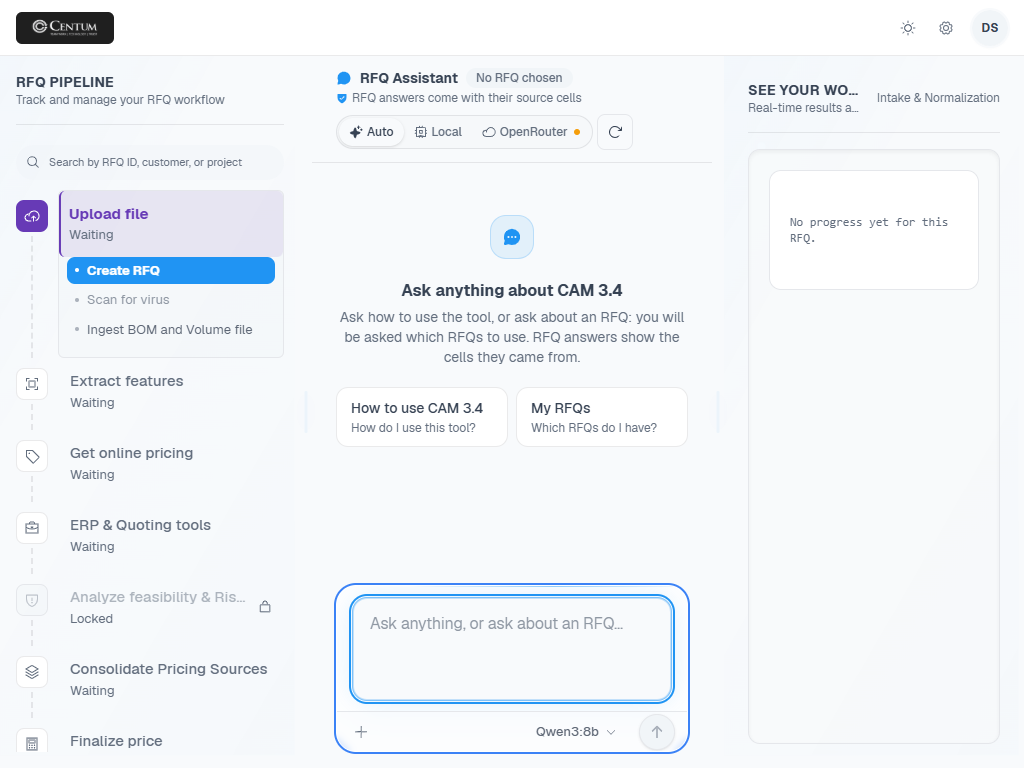 CENTUM
DS
RFQ PIPELINE
Track and manage your RFQ workflow
Search by RFQ ID, customer, or project
Upload file
Waiting
Create RFQ
Scan for virus
Ingest BOM and Volume file
Extract features
Waiting
Get online pricing
Waiting
ERP & Quoting tools
Waiting
Analyze feasibility & Ris...
Locked
Consolidate Pricing Sources
Waiting
Finalize price
RFQ Assistant
No RFQ chosen
RFQ answers come with their source cells
Auto
Local
OpenRouter
Ask anything about CAM 3.4
Ask how to use the tool, or ask about an RFQ: you will
be asked which RFQs to use. RFQ answers show the
cells they came from.
How to use CAM 3.4
How do I use this tool?
My RFQs
Which RFQs do I have?
Ask anything, or ask about an RFQ...
Qwen3:8b
SEE YOUR WO...
Real-time results a...
Intake & Normalization
No progress yet for this
RFQ.